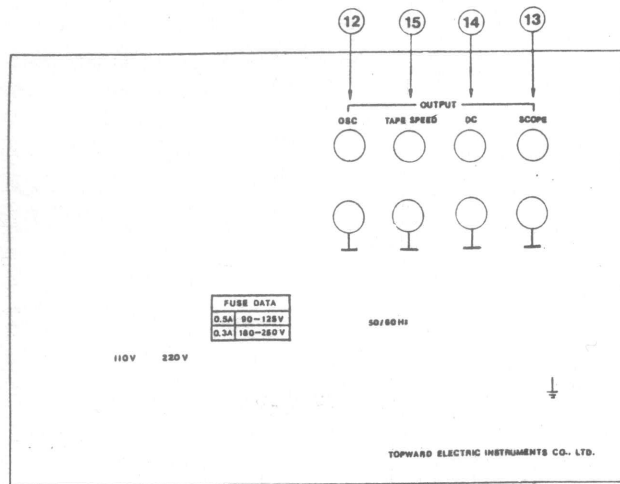 12 15 14 13
OUTPUT
OSC TAPE SPEED DC SCOPE
FUSE DATA
0.5A 90-125V
0.3A 180-250V
50/60Hz
110V 220V
TOPWARD ELECTRIC INSTRUMENTS CO., LTD.